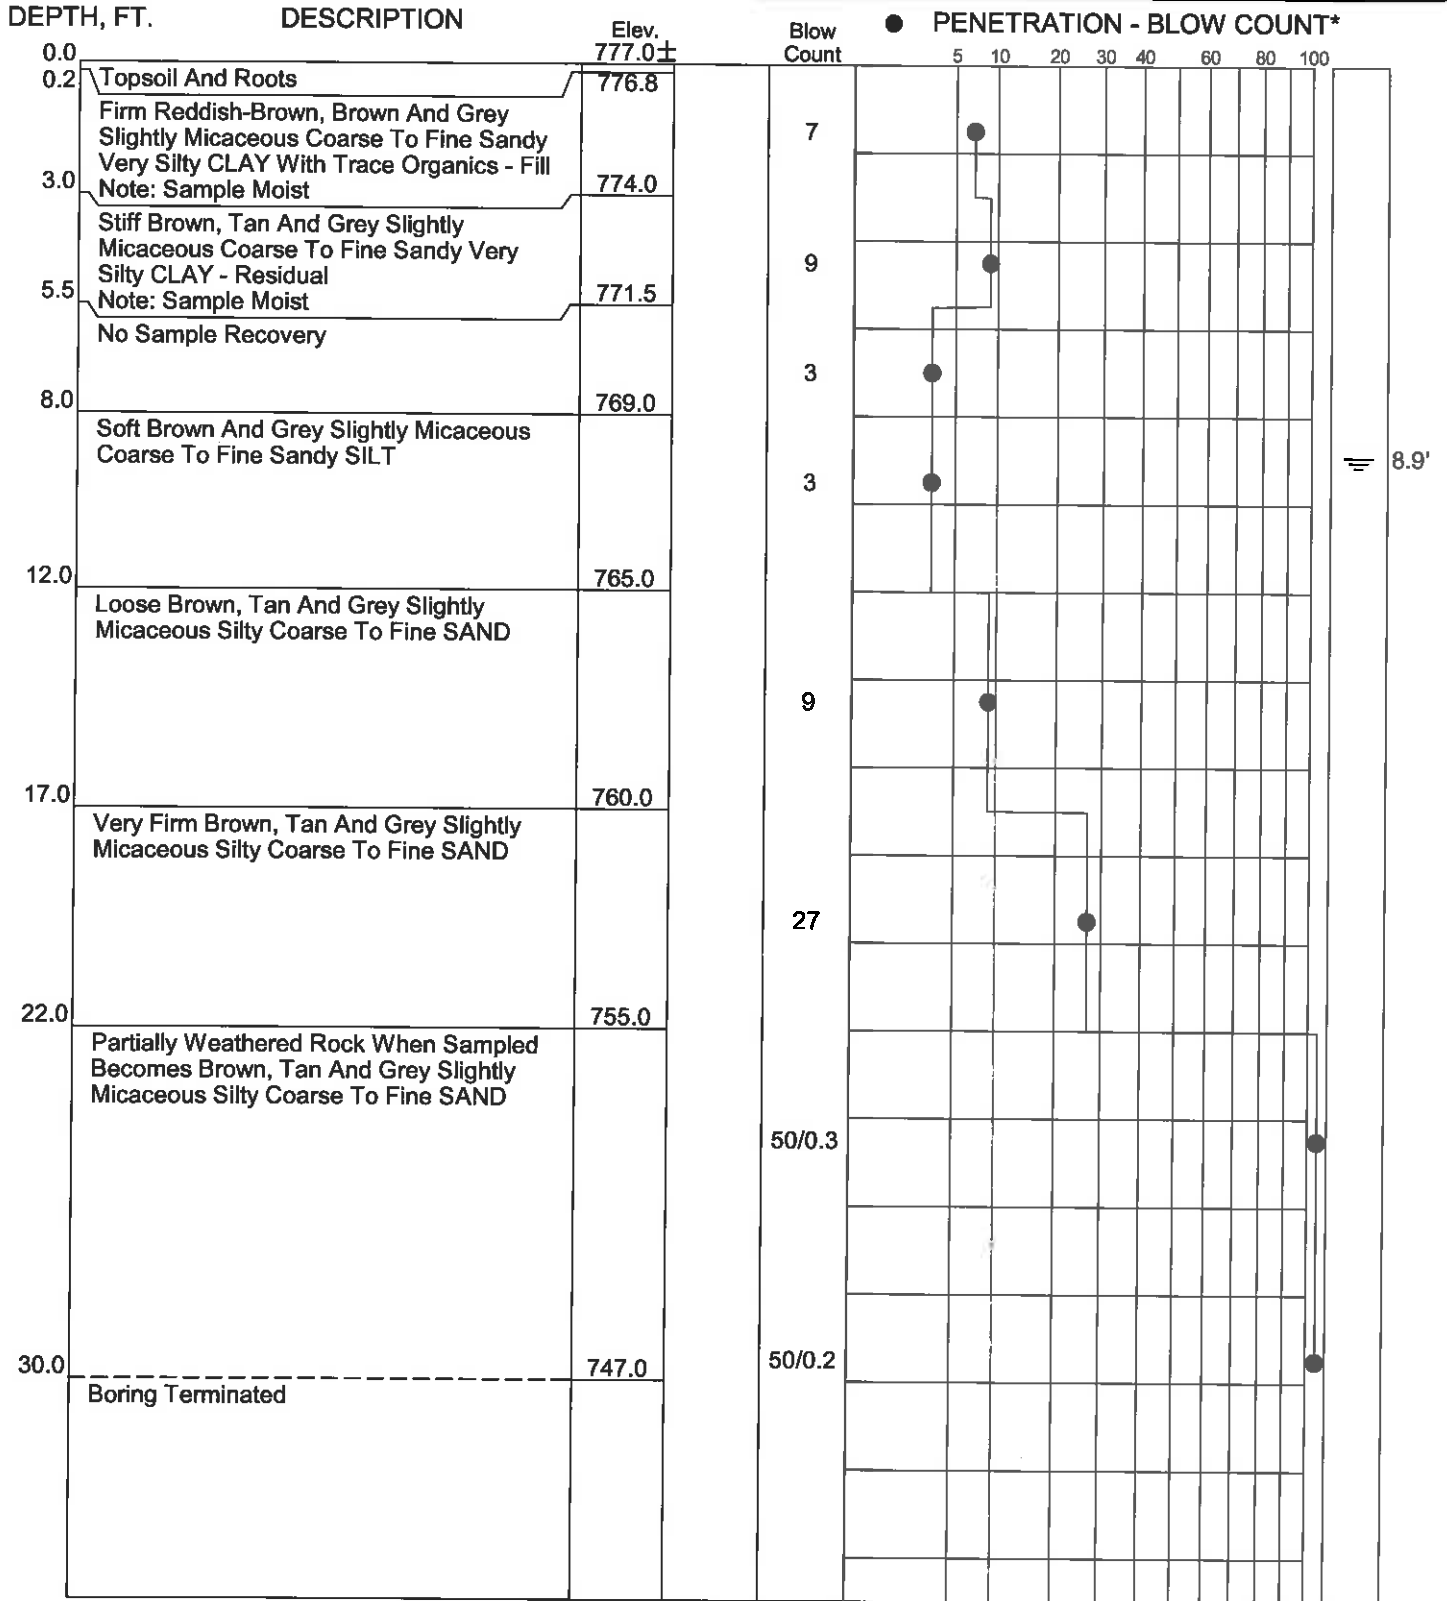 DEPTH, FT. DESCRIPTION Elev. Blow Count ● PENETRATION - BLOW COUNT*
0.0 777.0± 5 10 20 30 40 60 80 100
0.2 Topsoil And Roots 776.8
Firm Reddish-Brown, Brown And Grey
Slightly Micaceous Coarse To Fine Sandy 7
Very Silty CLAY With Trace Organics - Fill
3.0 Note: Sample Moist 774.0
Stiff Brown, Tan And Grey Slightly
Micaceous Coarse To Fine Sandy Very 9
Silty CLAY - Residual
5.5 Note: Sample Moist 771.5
No Sample Recovery
3
8.0 769.0
Soft Brown And Grey Slightly Micaceous
Coarse To Fine Sandy SILT 8.9'
3
12.0 765.0
Loose Brown, Tan And Grey Slightly
Micaceous Silty Coarse To Fine SAND
9
17.0 760.0
Very Firm Brown, Tan And Grey Slightly
Micaceous Silty Coarse To Fine SAND
27
22.0 755.0
Partially Weathered Rock When Sampled
Becomes Brown, Tan And Grey Slightly
Micaceous Silty Coarse To Fine SAND
50/0.3
30.0 747.0 50/0.2
Boring Terminated